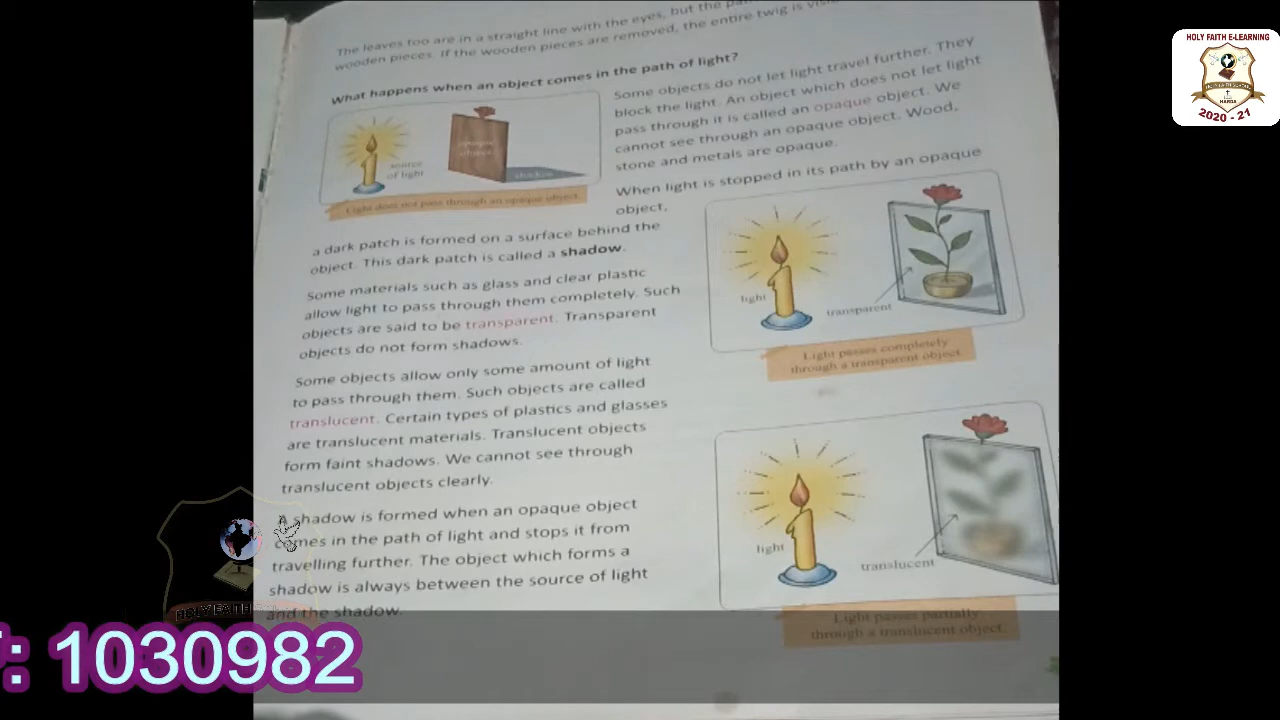 The leaves too are in a straight line with the eyes, but the
wooden pieces. If the wooden pieces are removed, the entire twig is
What happens when an object comes in the path of light?
opaque
object
source
of light
shadow
Light does not pass through an opaque object.
Some objects do not let light travel further. They
block the light. An object which does not let light
pass through it is called an opaque object. We
cannot see through an opaque object. Wood,
stone and metals are opaque.
When light is stopped in its path by an opaque
object,
a dark patch is formed on a surface behind the
object. This dark patch is called a shadow.
Some materials such as glass and clear plastic
allow light to pass through them completely. Such
objects are said to be transparent. Transparent
objects do not form shadows.
light
transparent
Light passes completely
through a transparent object.
Some objects allow only some amount of light
to pass through them. Such objects are called
translucent. Certain types of plastics and glasses
are translucent materials. Translucent objects
form faint shadows. We cannot see through
translucent objects clearly.
light
translucent
Light passes partially
through a translucent object.
A shadow is formed when an opaque object
comes in the path of light and stops it from
travelling further. The object which forms a
shadow is always between the source of light
and the shadow.
HOLY FAITH
: 1030982
HOLY FAITH E-LEARNING
HOLY FAITH SCHOOL
HARDA
2020 - 21